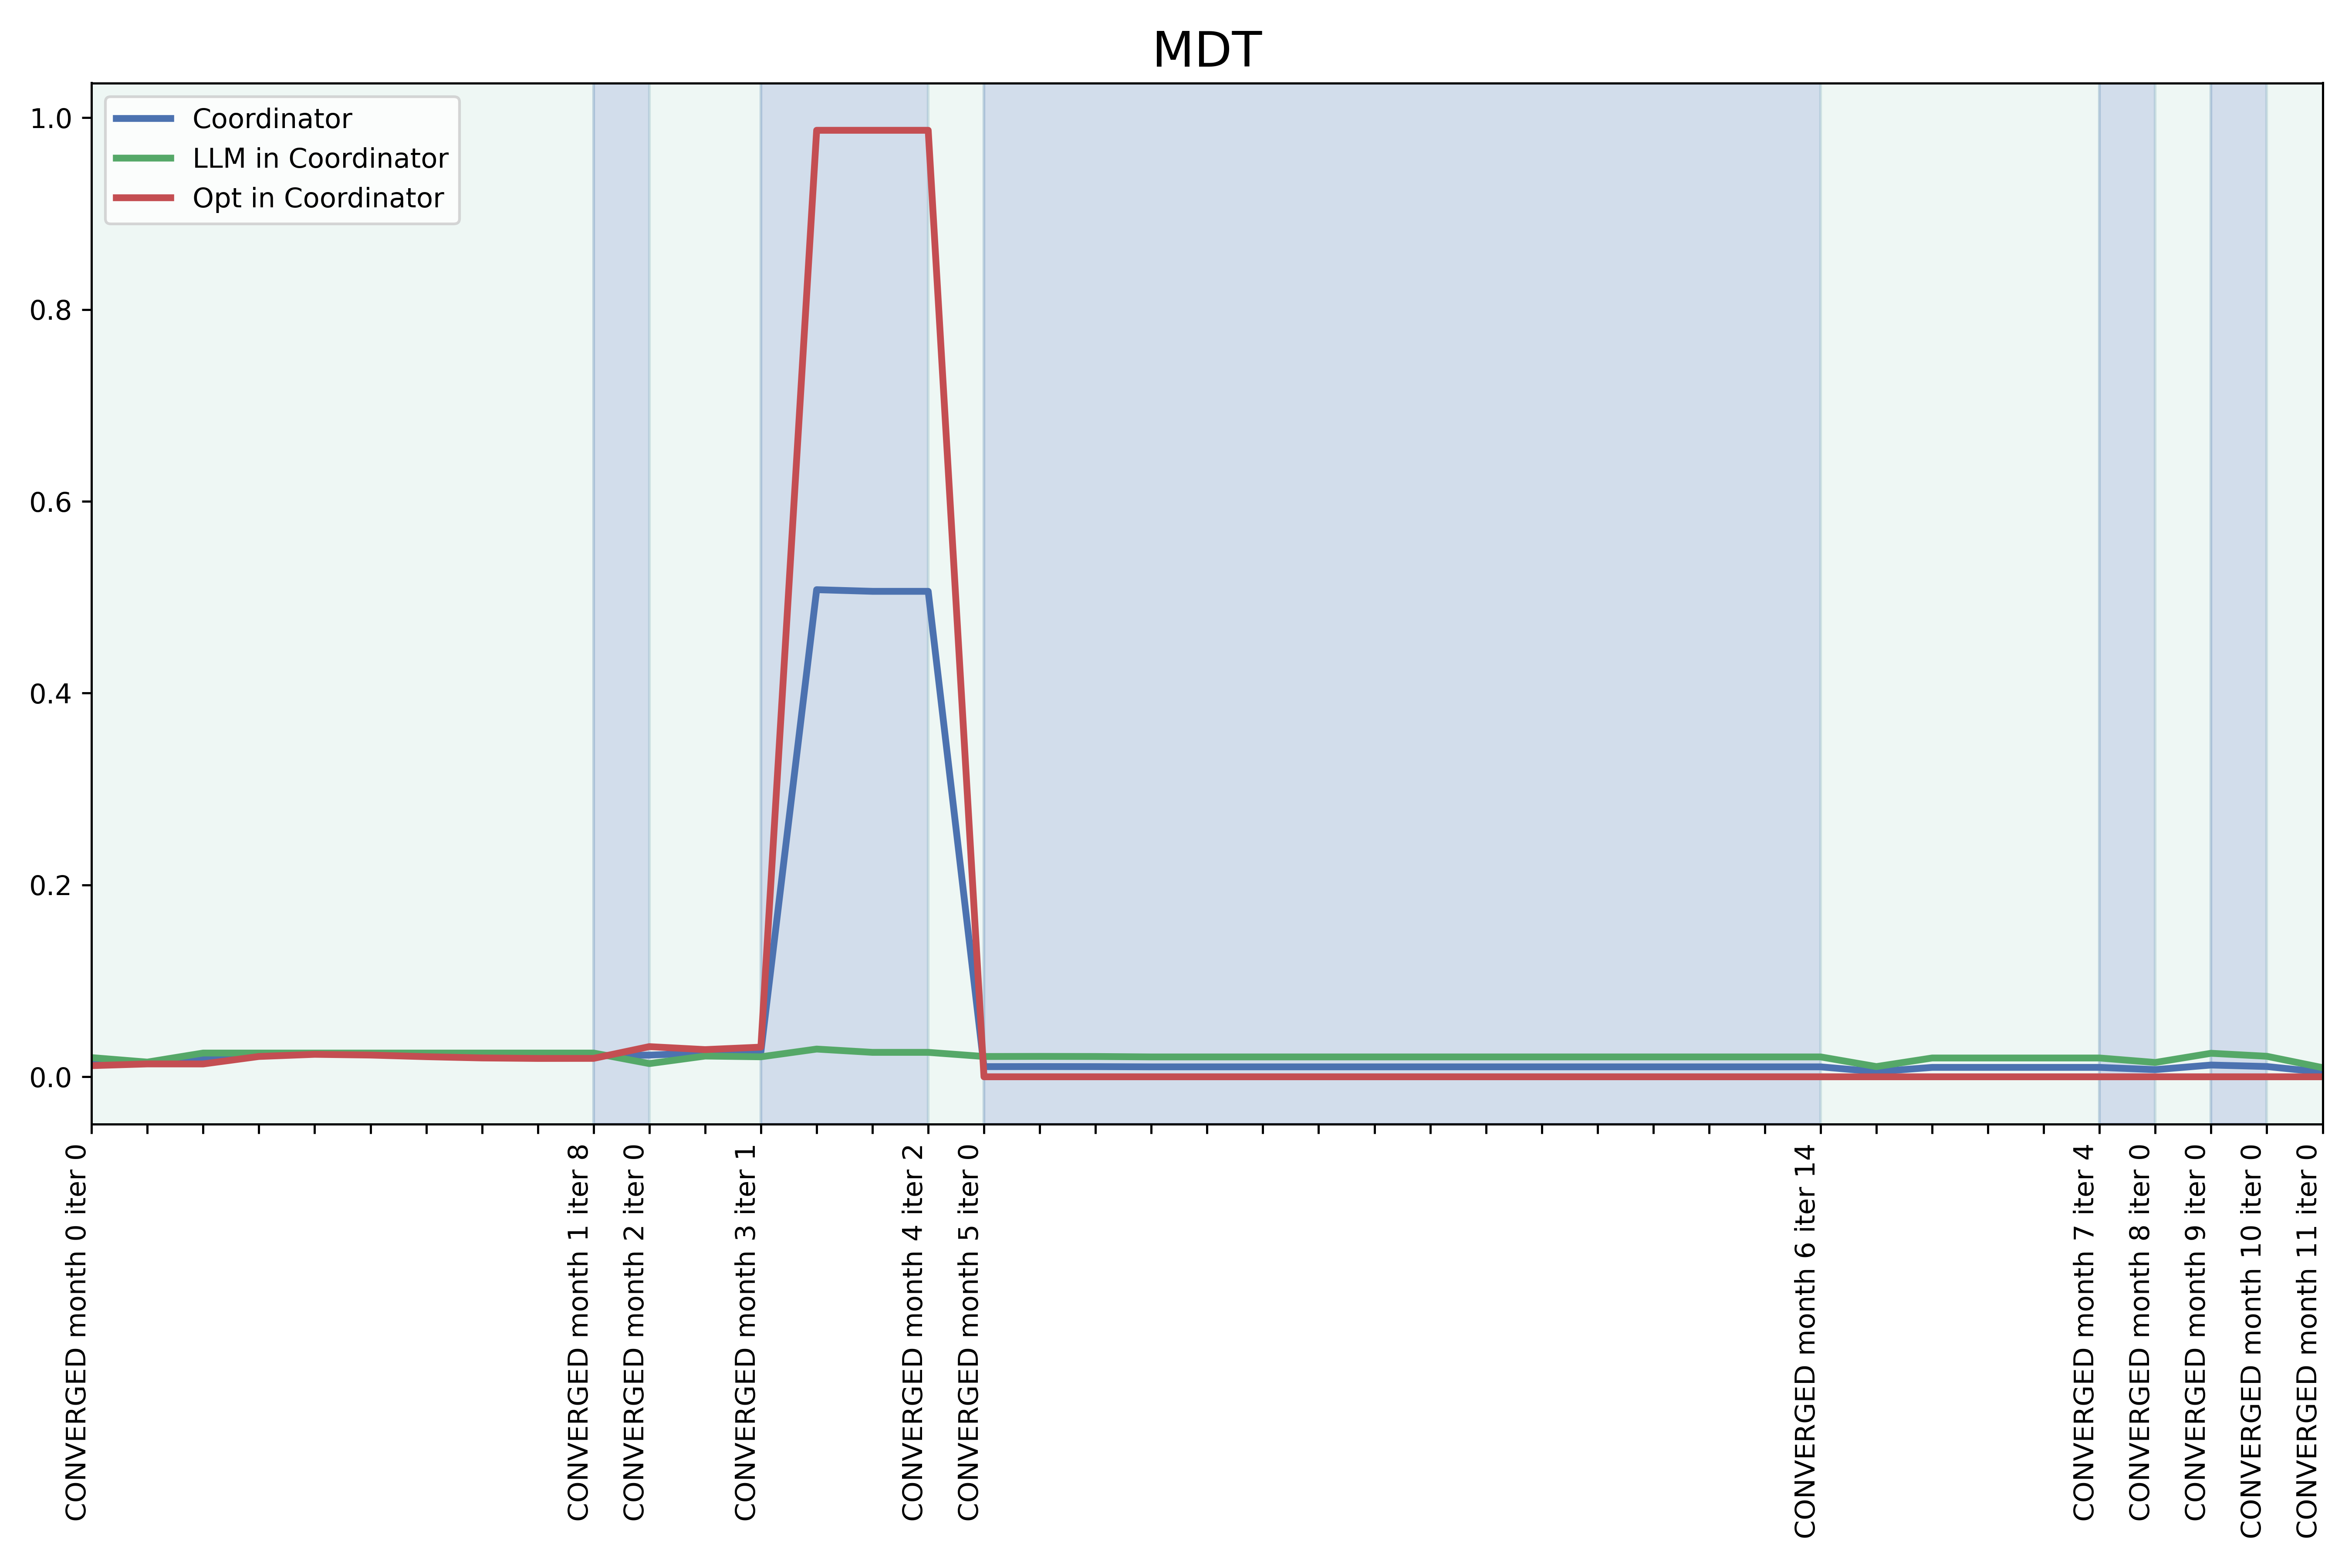 MDT
1.0
0.8
0.6
0.4
0.2
0.0
Coordinator
LLM in Coordinator
Opt in Coordinator
CONVERGED month 0 iter 0
CONVERGED month 1 iter 8
CONVERGED month 2 iter 0
CONVERGED month 3 iter 1
CONVERGED month 4 iter 2
CONVERGED month 5 iter 0
CONVERGED month 6 iter 14
CONVERGED month 7 iter 4
CONVERGED month 8 iter 0
CONVERGED month 9 iter 0
CONVERGED month 10 iter 0
CONVERGED month 11 iter 0